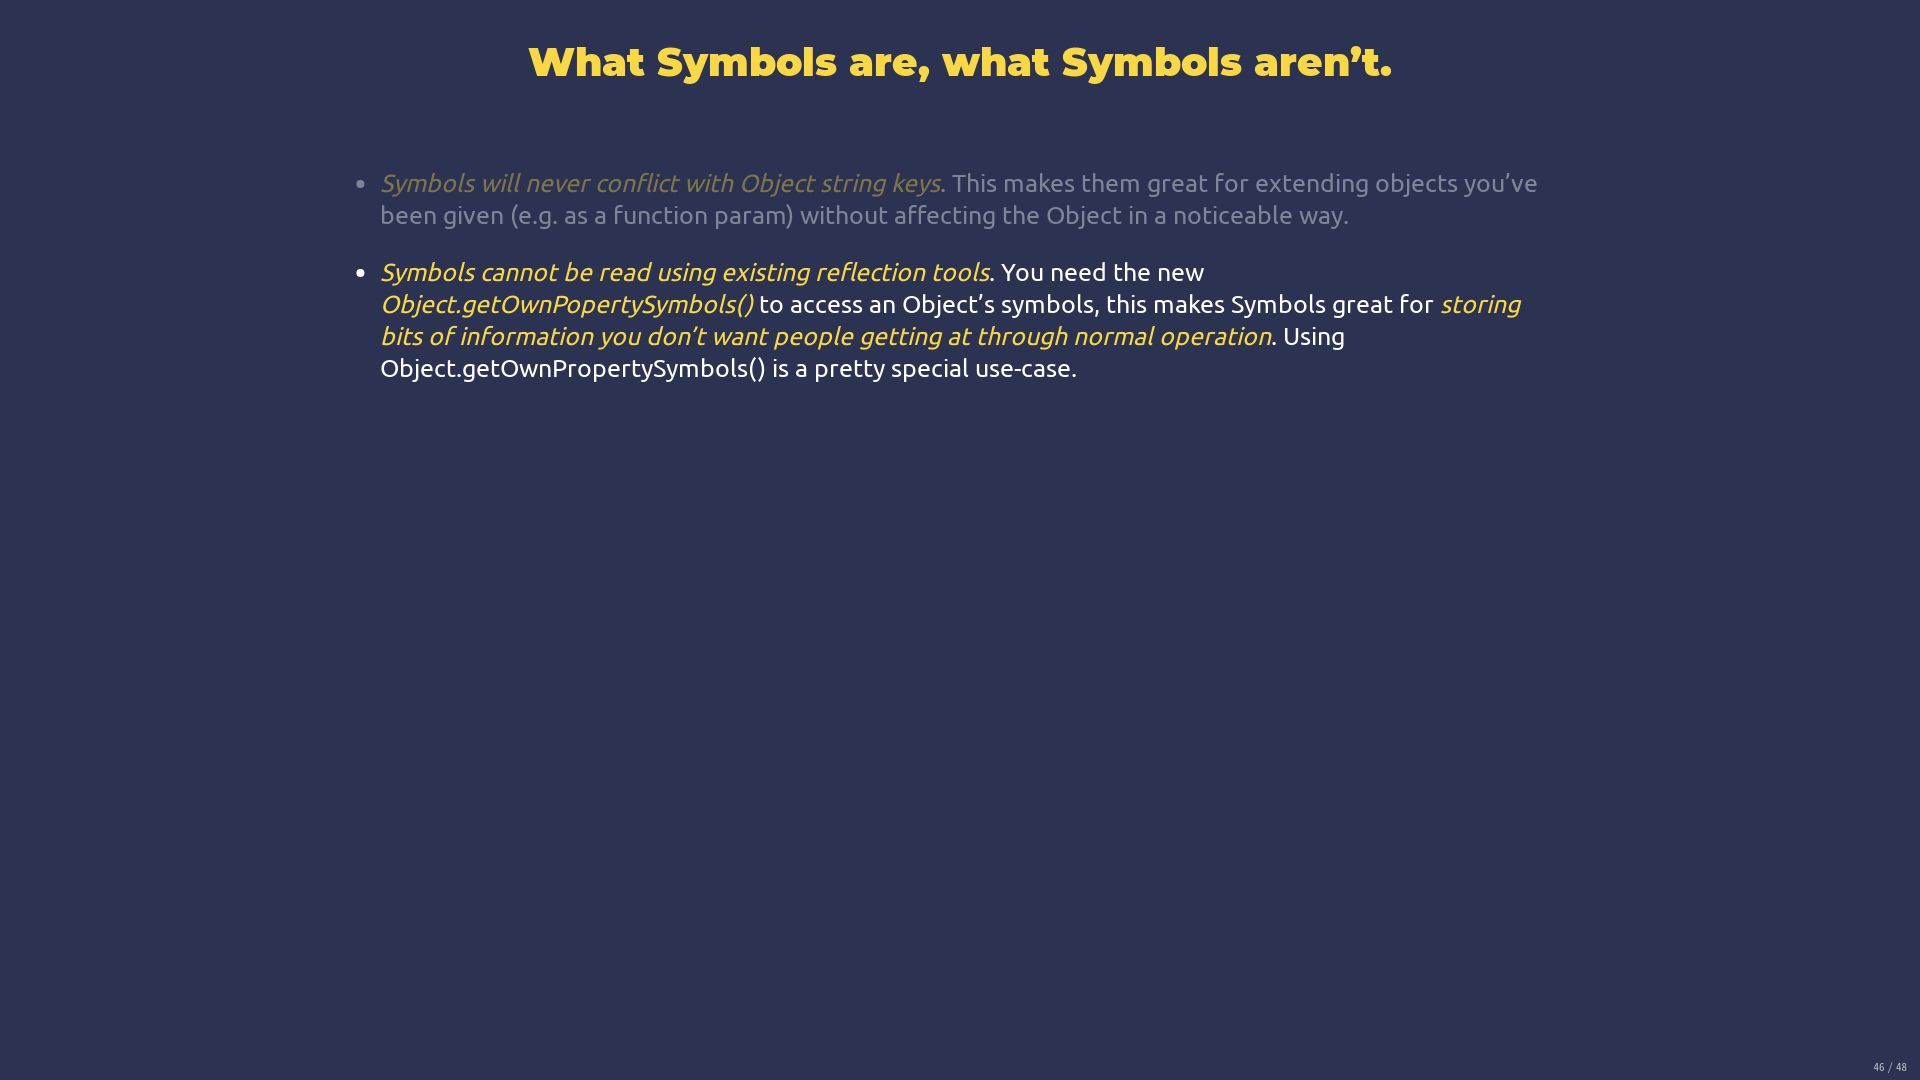 What Symbols are, what Symbols aren’t.
• Symbols will never conflict with Object string keys. This makes them great for extending objects you’ve
been given (e.g. as a function param) without affecting the Object in a noticeable way.
• Symbols cannot be read using existing reflection tools. You need the new
Object.getOwnPopertySymbols() to access an Object’s symbols, this makes Symbols great for storing
bits of information you don’t want people getting at through normal operation. Using
Object.getOwnPropertySymbols() is a pretty special use-case.
46 / 48